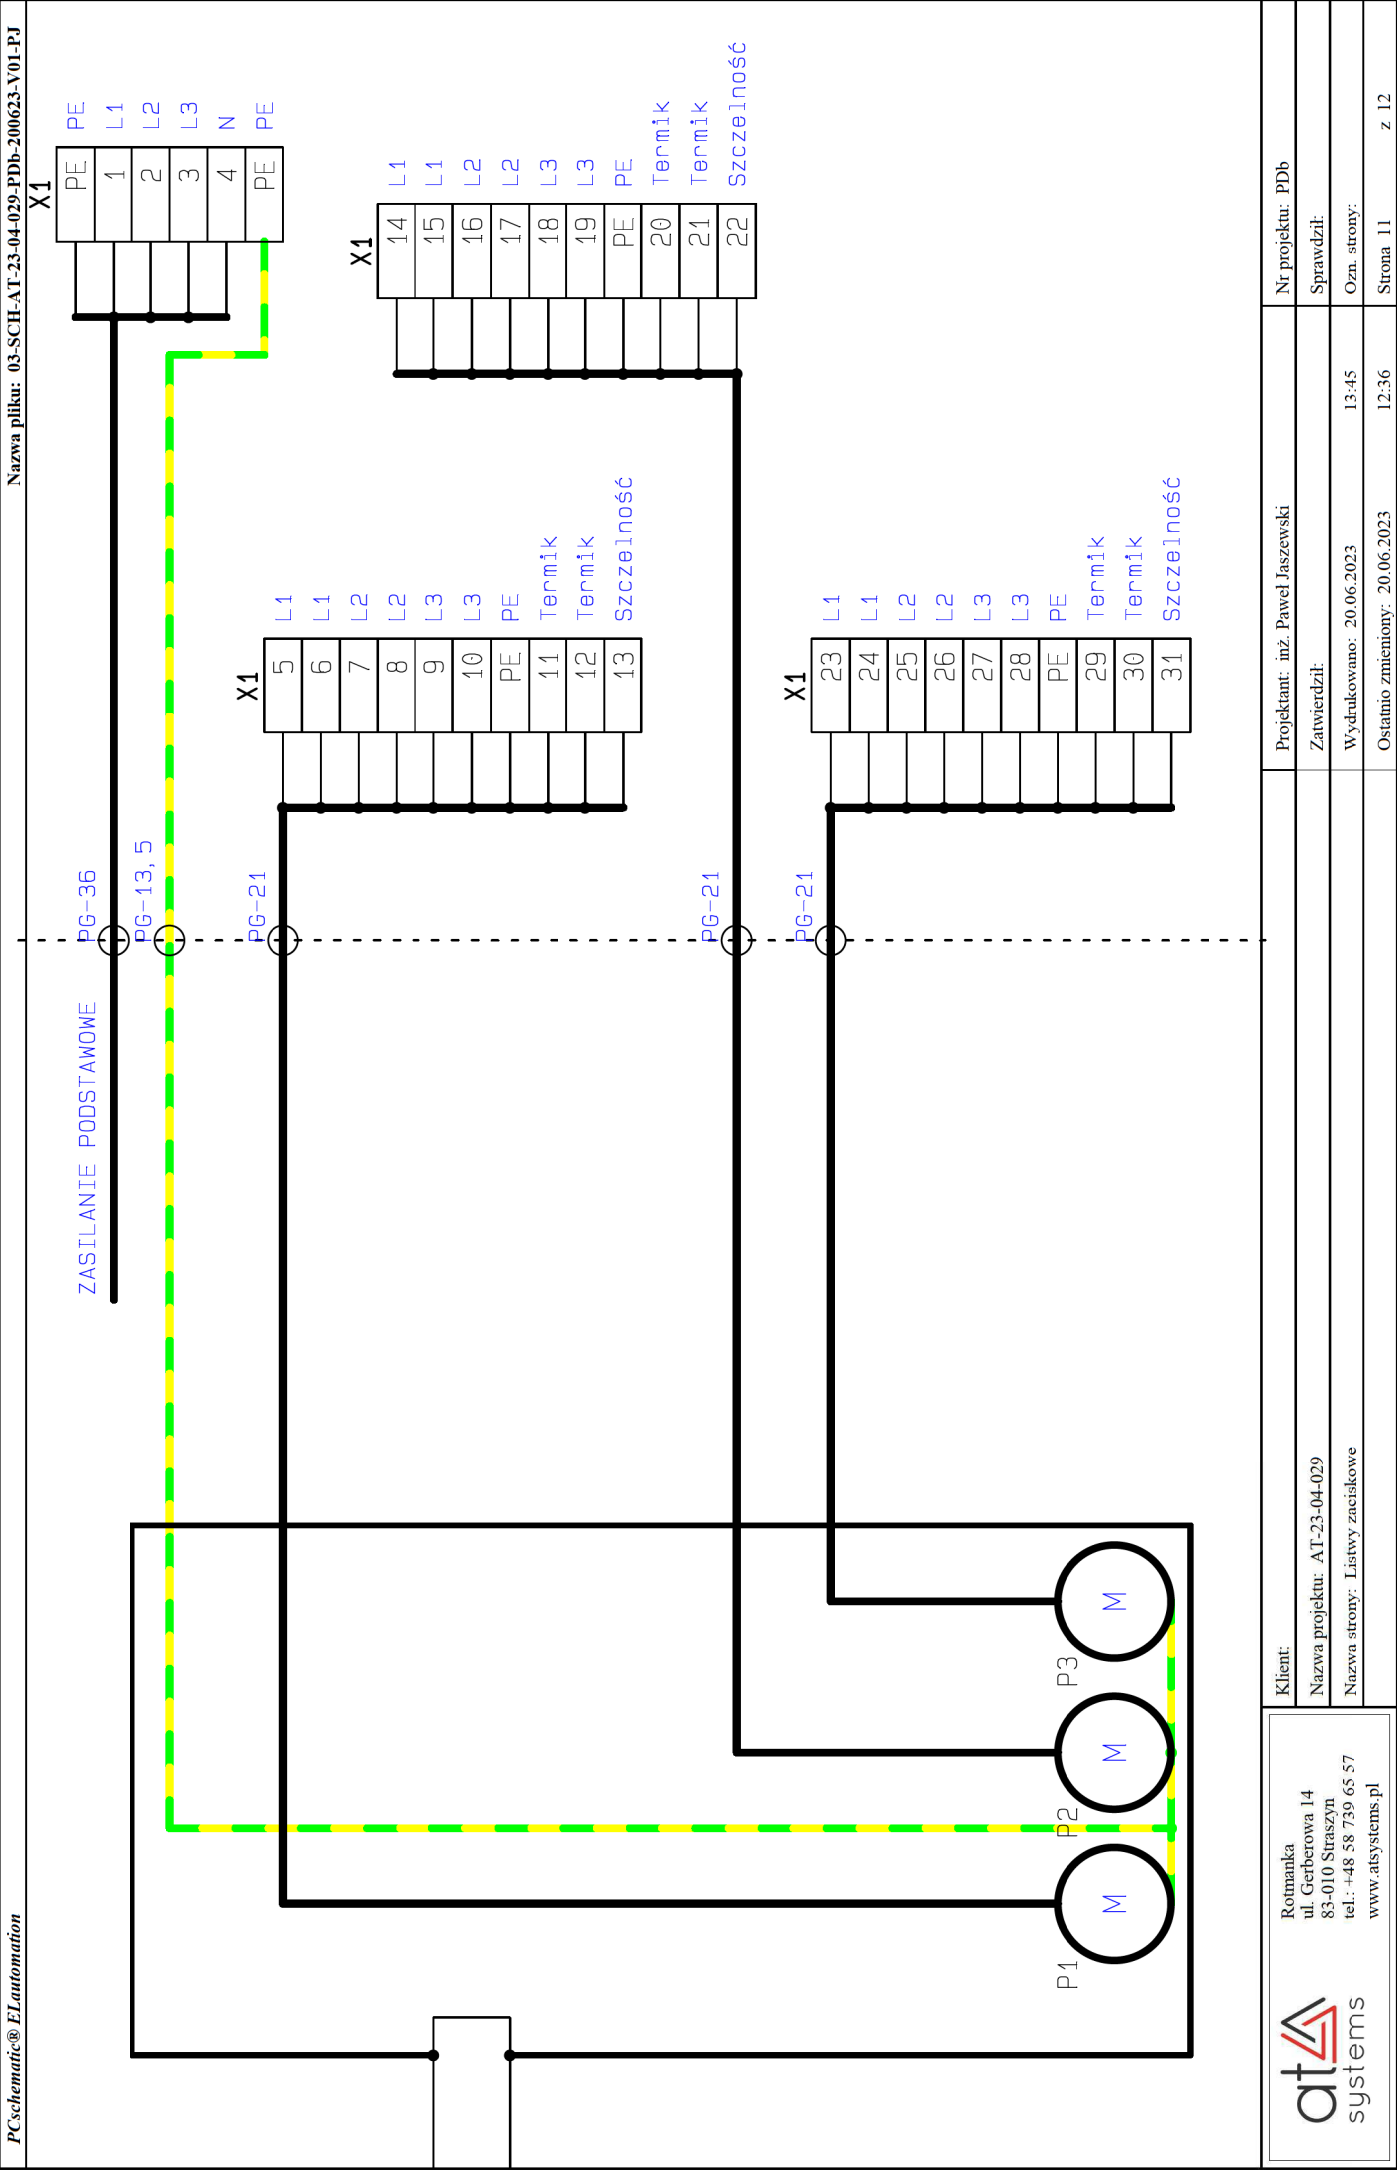 PCschematic® ELautomation
Nazwa pliku: 03-SCH-AT-23-04-029-PDb-200623-V01-PJ
X1
PE PE
1 L1
2 L2
3 L3
4 N
PE PE
PG-36
ZASILANIE PODSTAWOWE
PG-13,5
X1
5 L1
6 L1
7 L2
8 L2
9 L3
10 L3
PE PE
11 Termik
12 Termik
13 Szczelność
PG-21
X1
14 L1
15 L1
16 L2
17 L2
18 L3
19 L3
PE PE
20 Termik
21 Termik
22 Szczelność
PG-21
X1
23 L1
24 L1
25 L2
26 L2
27 L3
28 L3
PE PE
29 Termik
30 Termik
31 Szczelność
PG-21
P1
M
P2
M
P3
M
at
systems
Rotmanka
ul. Gerberowa 14
83-010 Straszyn
tel.: +48 58 739 65 57
www.atsystems.pl
Klient:
Nazwa projektu: AT-23-04-029
Nazwa strony: Listwy zaciskowe
Projektant: inż. Paweł Jaszewski
Zatwierdził:
Wydrukowano: 20.06.2023 13:45
Ostatnio zmieniony: 20.06.2023 12:36
Nr projektu: PDb
Sprawdził:
Ozn. strony:
Strona 11 z 12